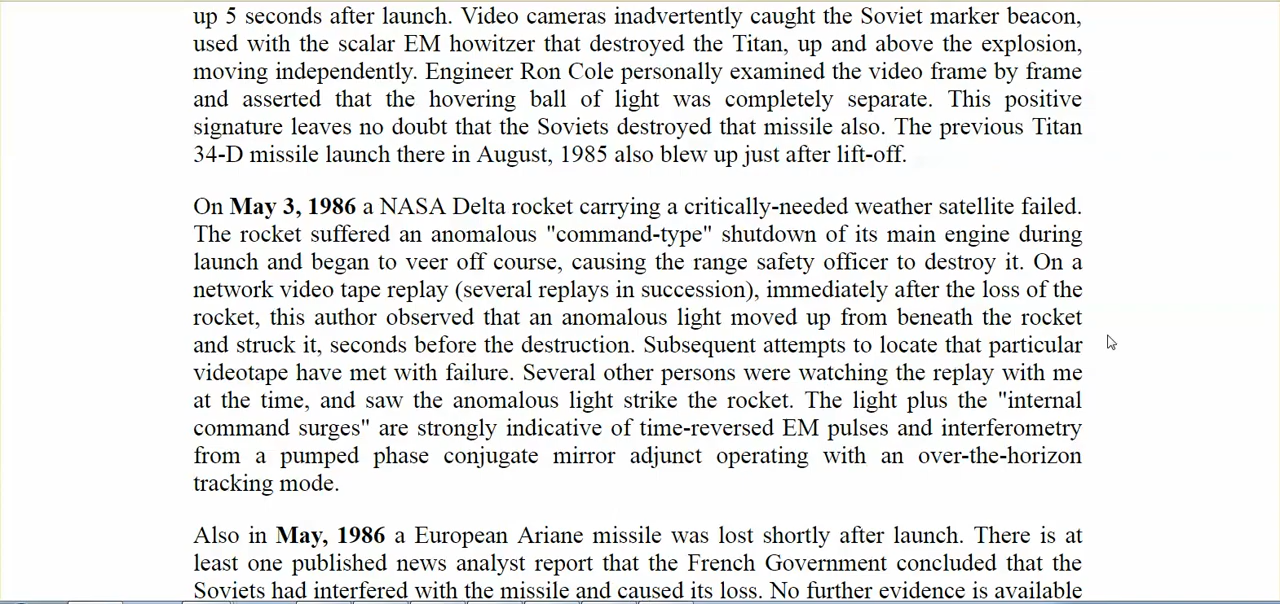 up 5 seconds after launch. Video cameras inadvertently caught the Soviet marker beacon,
used with the scalar EM howitzer that destroyed the Titan, up and above the explosion,
moving independently. Engineer Ron Cole personally examined the video frame by frame
and asserted that the hovering ball of light was completely separate. This positive
signature leaves no doubt that the Soviets destroyed that missile also. The previous Titan
34-D missile launch there in August, 1985 also blew up just after lift-off.
On May 3, 1986 a NASA Delta rocket carrying a critically-needed weather satellite failed.
The rocket suffered an anomalous "command-type" shutdown of its main engine during
launch and began to veer off course, causing the range safety officer to destroy it. On a
network video tape replay (several replays in succession), immediately after the loss of the
rocket, this author observed that an anomalous light moved up from beneath the rocket
and struck it, seconds before the destruction. Subsequent attempts to locate that particular
videotape have met with failure. Several other persons were watching the replay with me
at the time, and saw the anomalous light strike the rocket. The light plus the "internal
command surges" are strongly indicative of time-reversed EM pulses and interferometry
from a pumped phase conjugate mirror adjunct operating with an over-the-horizon
tracking mode.
Also in May, 1986 a European Ariane missile was lost shortly after launch. There is at
least one published news analyst report that the French Government concluded that the
Soviets had interfered with the missile and caused its loss. No further evidence is available